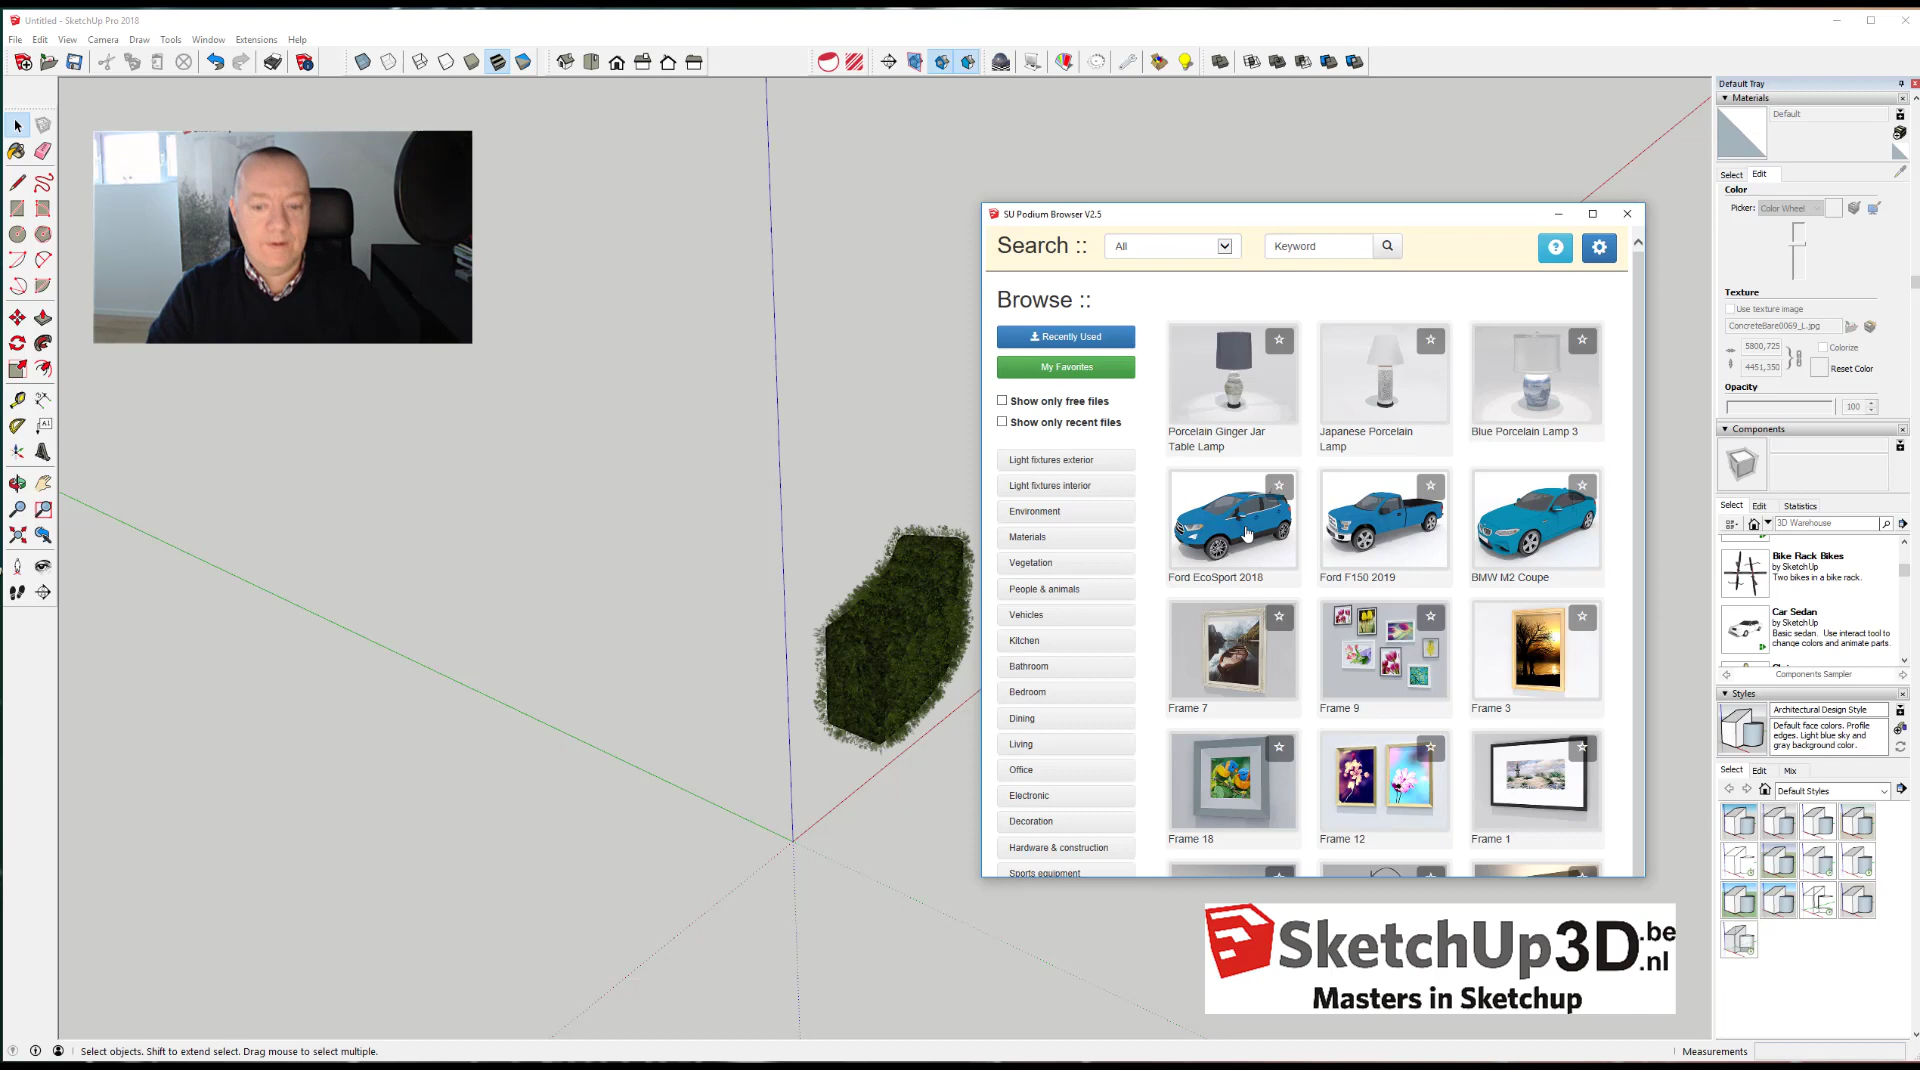 Untitled - SketchUp Pro 2018
File Edit View Camera Draw Tools Window Extensions Help
Default Tray
Materials
Default
Select Edit
Color
Picker: Color Wheel
Texture
Use texture image
ConcreteBare0069_L.jpg
5800,725
Colorize
4451,350
Reset Color
Opacity
100
Components
Select Edit Statistics
3D Warehouse
Bike Rack Bikes
by SketchUp
Two bikes in a bike rack.
Car Sedan
by SketchUp
Basic sedan. Use interact tool to
change colors and animate parts.
Components Sampler
Styles
Architectural Design Style
Default face colors. Profile
edges. Light blue sky and
gray background color.
Select Edit Mix
Default Styles
SU Podium Browser V2.5
Search ::
All
Keyword
?
Browse ::
Recently Used
My Favorites
Show only free files
Show only recent files
Light fixtures exterior
Light fixtures interior
Environment
Materials
Vegetation
People & animals
Vehicles
Kitchen
Bathroom
Bedroom
Dining
Living
Office
Electronic
Decoration
Hardware & construction
Sports equipment
Porcelain Ginger Jar
Table Lamp
Japanese Porcelain
Lamp
Blue Porcelain Lamp 3
Ford EcoSport 2018
Ford F150 2019
BMW M2 Coupe
Frame 7
Frame 9
Frame 3
Frame 18
Frame 12
Frame 1
SketchUp3D.be
.nl
Masters in Sketchup
Select objects. Shift to extend select. Drag mouse to select multiple.
Measurements